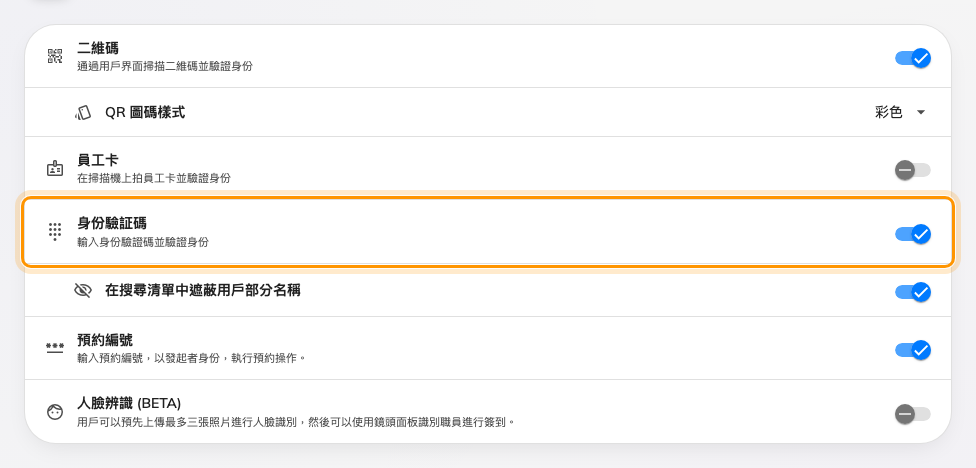 二維碼
通過用戶界面掃描二維碼並驗證身份
QR 圖碼樣式
彩色
員工卡
在掃描機上拍員工卡並驗證身份
身份驗証碼
輸入身份驗證碼並驗證身份
在搜尋清單中遮蔽用戶部分名稱
預約編號
輸入預約編號，以發起者身份，執行預約操作。
人臉辨識 (BETA)
用戶可以預先上傳最多三張照片進行人臉識別，然後可以使用鏡頭面板識別職員進行簽到。